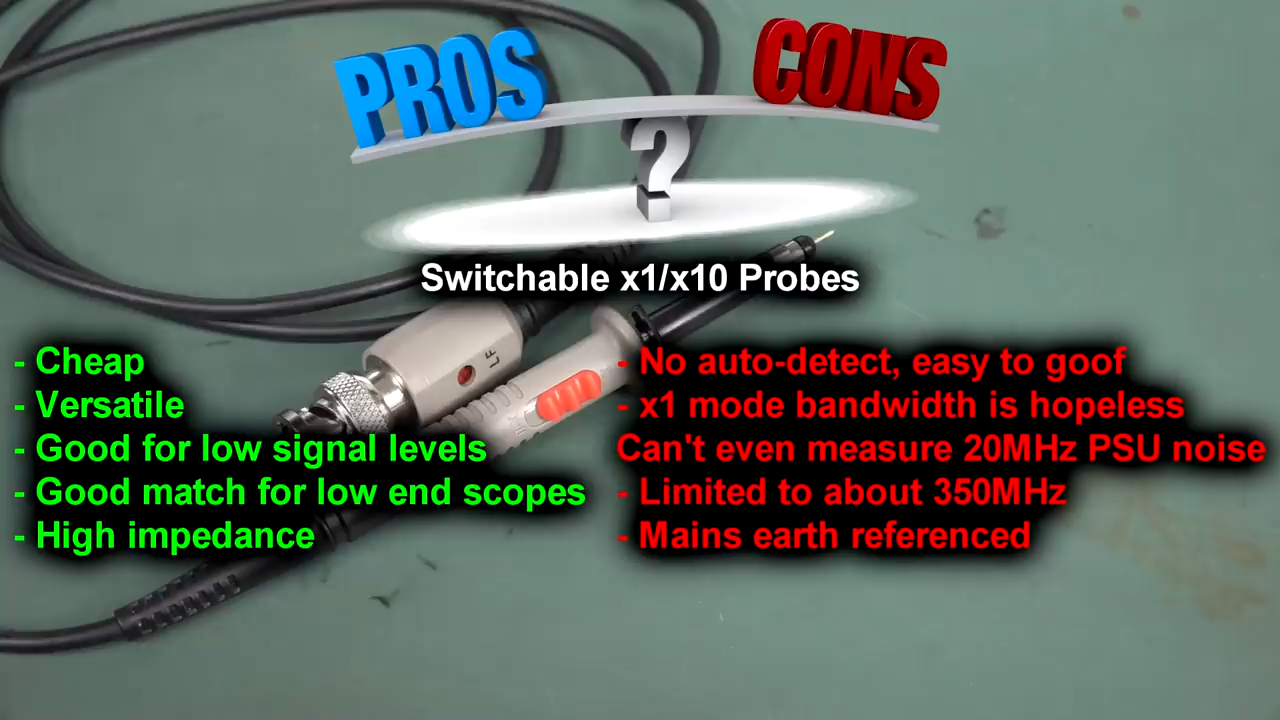 PROS
CONS
?
Switchable x1/x10 Probes
- Cheap
- Versatile
- Good for low signal levels
- Good match for low end scopes
- High impedance
- No auto-detect, easy to goof
- x1 mode bandwidth is hopeless
Can't even measure 20MHz PSU noise
- Limited to about 350MHz
- Mains earth referenced
LF